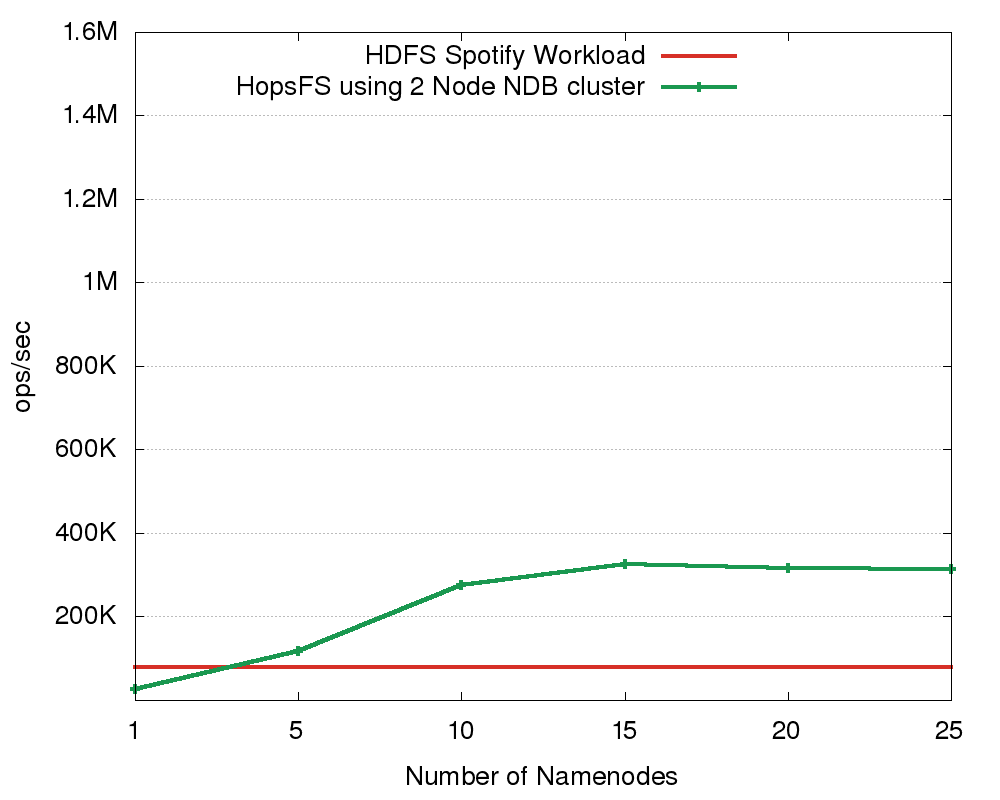 1.6M
HDFS Spotify Workload
HopsFS using 2 Node NDB cluster
1.4M
1.2M
1M
800K
ops/sec
600K
400K
200K
1 5 10 15 20 25
Number of Namenodes